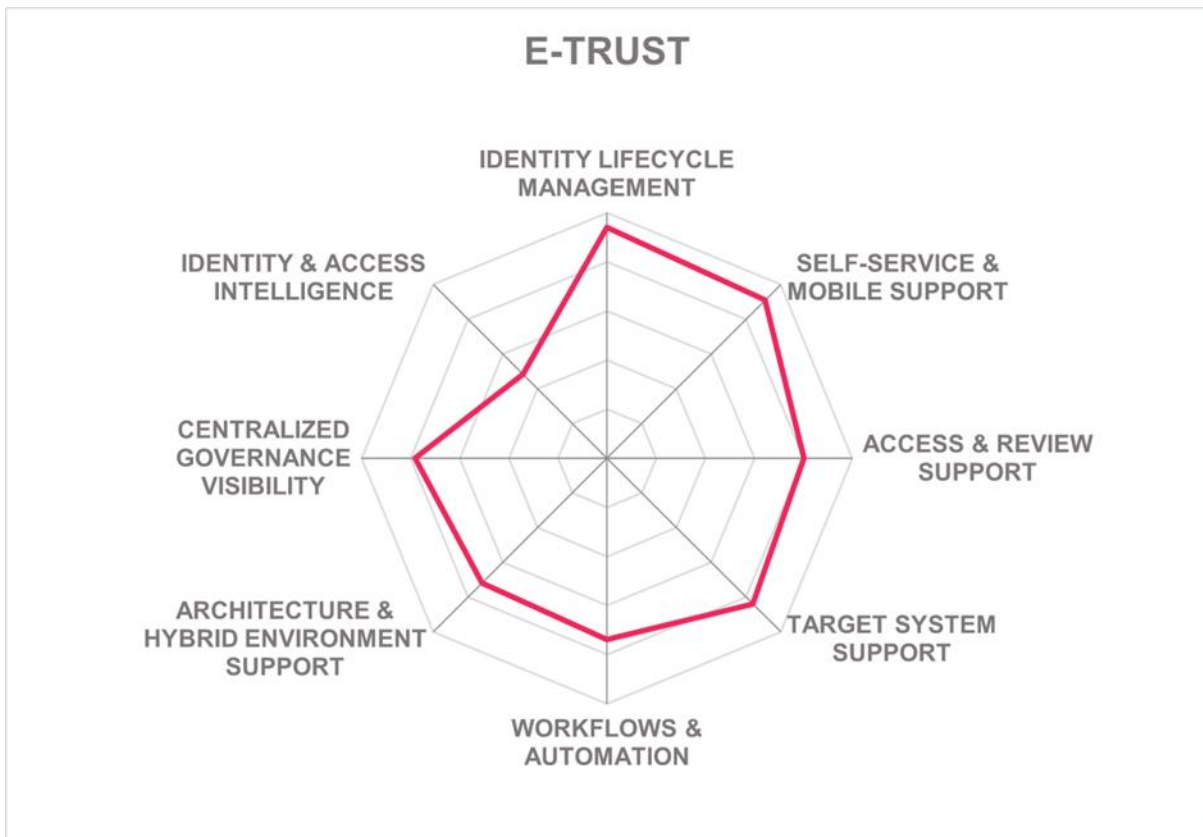 E-TRUST
IDENTITY LIFECYCLE
MANAGEMENT
SELF-SERVICE &
MOBILE SUPPORT
ACCESS & REVIEW
SUPPORT
TARGET SYSTEM
SUPPORT
WORKFLOWS &
AUTOMATION
ARCHITECTURE &
HYBRID ENVIRONMENT
SUPPORT
CENTRALIZED
GOVERNANCE
VISIBILITY
IDENTITY & ACCESS
INTELLIGENCE